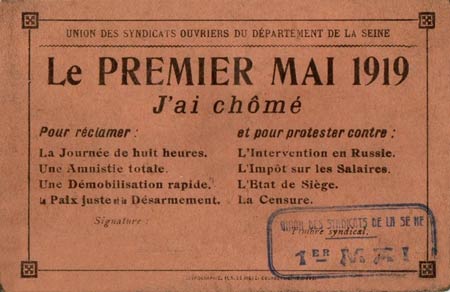 UNION DES SYNDICATS OUVRIERS DU DÉPARTEMENT DE LA SEINE
Le PREMIER MAI 1919
J'ai chômé
Pour réclamer :
La Journée de huit heures.
Une Amnistie totale.
Une Démobilisation rapide.
la Paix juste et le Désarmement.
et pour protester contre :
L'Intervention en Russie.
L'Impôt sur les Salaires.
L'Etat de Siège.
La Censure.
Signature :
Timbre syndical.
UNION DES SYNDICATS DE LA SEINE
1ER MAI